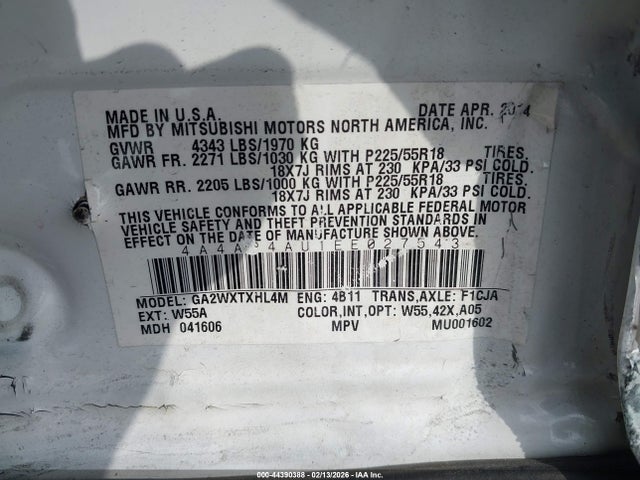 MADE IN U.S.A. DATE APR. 2014
MFD BY MITSUBISHI MOTORS NORTH AMERICA, INC.
GVWR 4343 LBS/1970 KG
GAWR FR. 2271 LBS/1030 KG WITH P225/55R18 TIRES,
18X7J RIMS AT 230 KPA/33 PSI COLD.
GAWR RR. 2205 LBS/1000 KG WITH P225/55R18 TIRES,
18X7J RIMS AT 230 KPA/33 PSI COLD.
THIS VEHICLE CONFORMS TO ALL APPLICABLE FEDERAL MOTOR
VEHICLE SAFETY AND THEFT PREVENTION STANDARDS IN
EFFECT ON THE DATE OF MANUFACTURE SHOWN ABOVE.
4A4AS4AU1EE027543
MODEL: GA2WXTXHL4M ENG: 4B11 TRANS,AXLE: F1CJA
EXT: W55A COLOR,INT,OPT: W55,42X,A05
MDH 041606 MPV MU001602
000-44390388 - 02/13/2026 - IAA Inc.